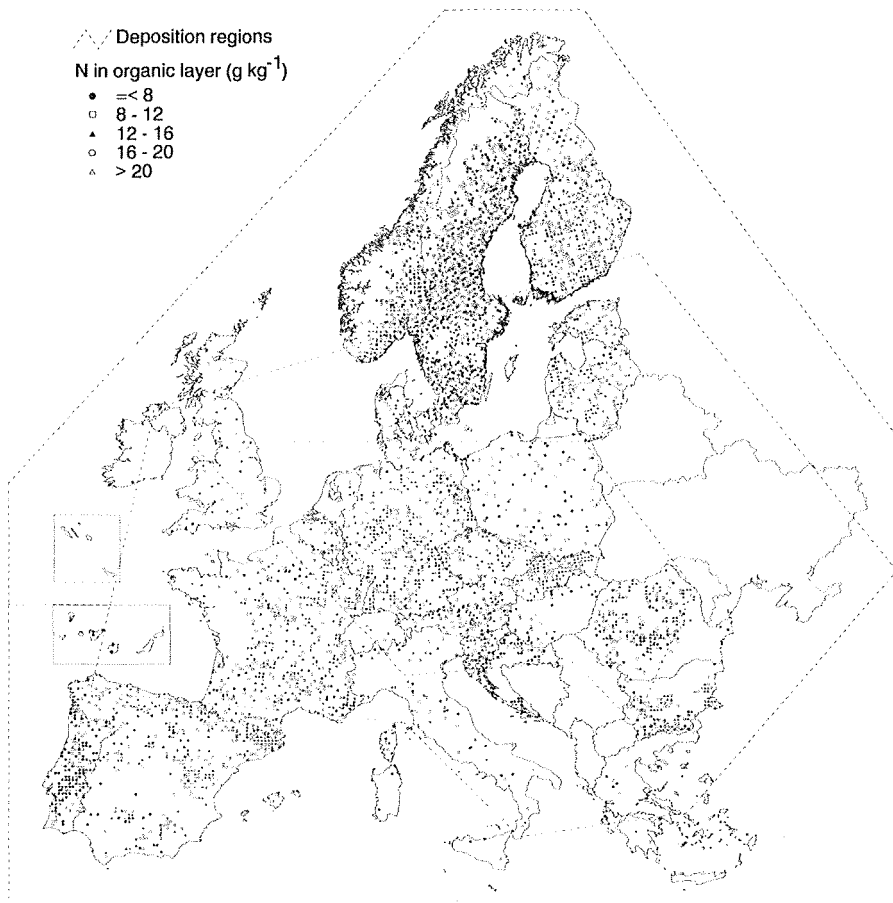 Deposition regions
N in organic layer (g kg⁻¹)
=< 8
8 - 12
12 - 16
16 - 20
> 20